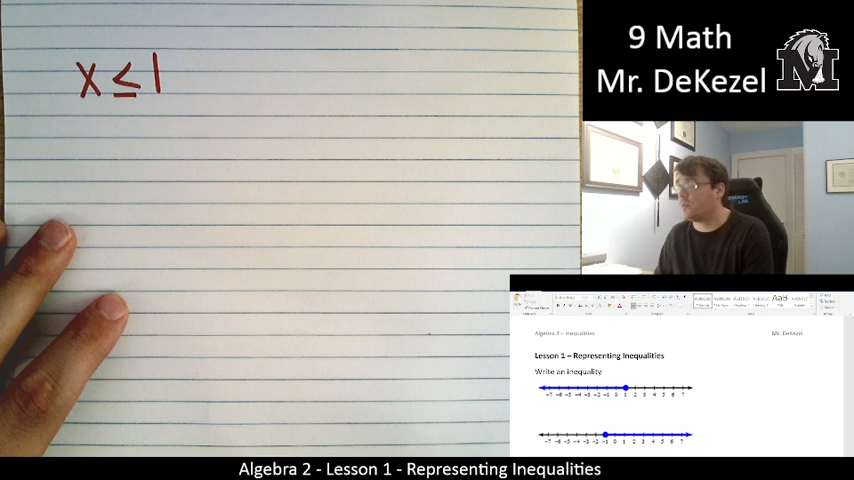 x ≤ 1
9 Math
Mr. DeKezel
M
Algebra 2 – Inequalities
Mr. DeKezel
Lesson 1 – Representing Inequalities
Write an inequality
-7 -6 -5 -4 -3 -2 -1 0 1 2 3 4 5 6 7
-7 -6 -5 -4 -3 -2 -1 0 1 2 3 4 5 6 7
Algebra 2 - Lesson 1 - Representing Inequalities